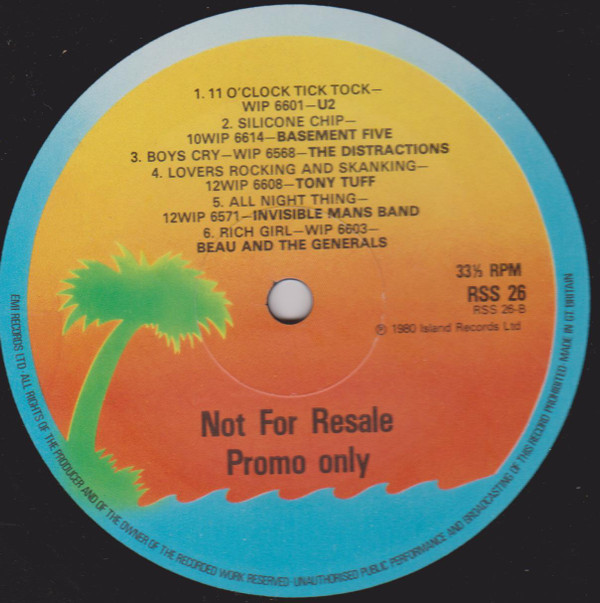 1. 11 O'CLOCK TICK TOCK—
WIP 6601—U2
2. SILICONE CHIP—
10WIP 6614—BASEMENT FIVE
3. BOYS CRY—WIP 6568—THE DISTRACTIONS
4. LOVERS ROCKING AND SKANKING—
12WIP 6608—TONY TUFF
5. ALL NIGHT THING—
12WIP 6571—INVISIBLE MANS BAND
6. RICH GIRL—WIP 6603—
BEAU AND THE GENERALS
33⅓ RPM
RSS 26
RSS 26-B
℗ 1980 Island Records Ltd
Not For Resale
Promo only
EMI RECORDS LTD·ALL RIGHTS OF THE PRODUCER AND OF THE OWNER OF THE RECORDED WORK RESERVED·UNAUTHORISED PUBLIC PERFORMANCE AND BROADCASTING OF THIS RECORD PROHIBITED MADE IN GT. BRITAIN